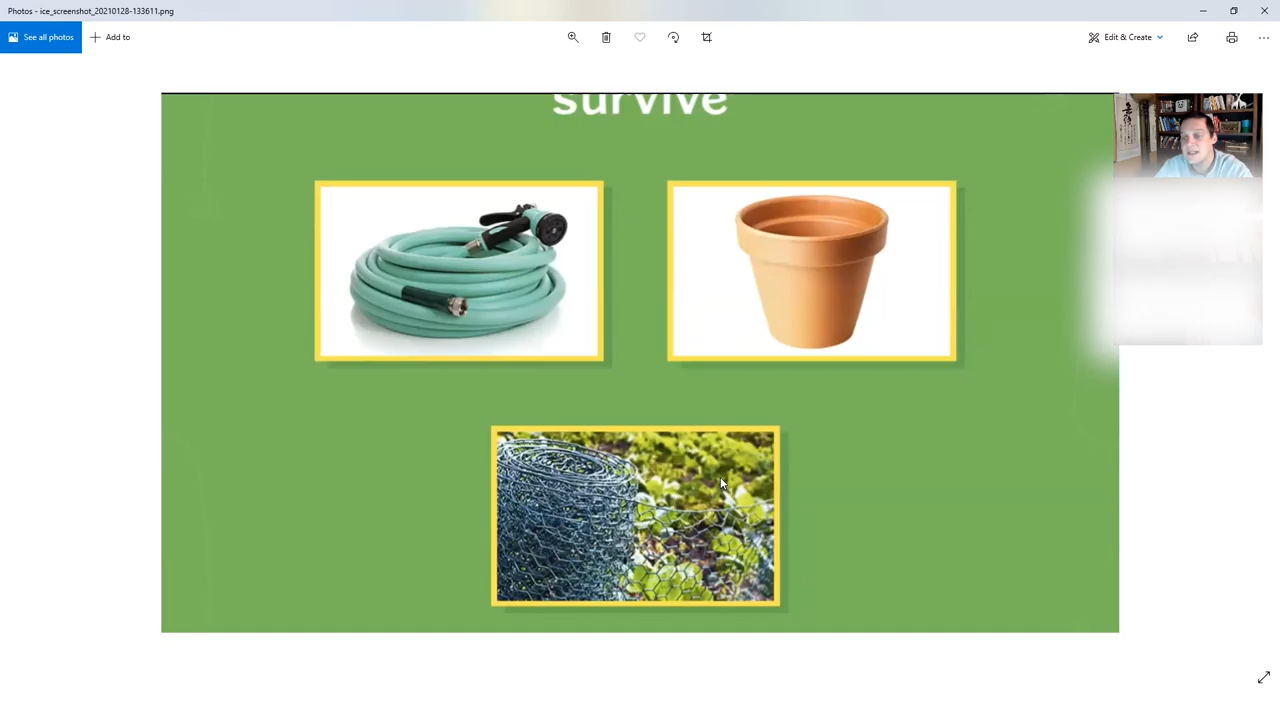 Photos - ice_screenshot_20210128-133611.png
See all photos
Add to
Edit & Create
survive